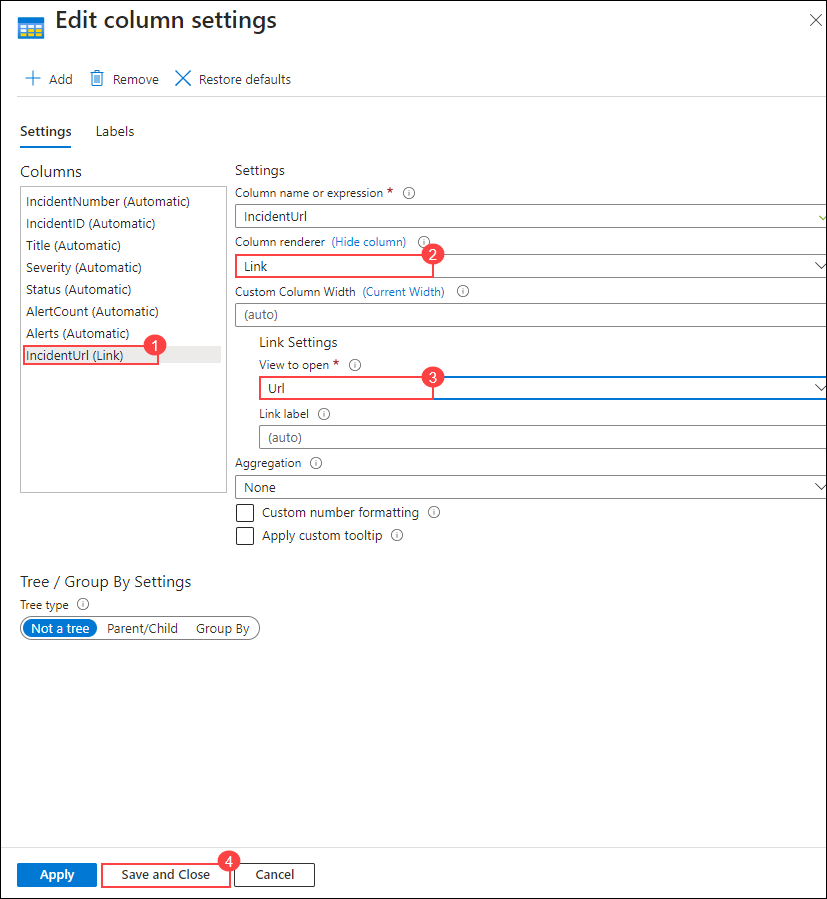 Edit column settings
Add Remove Restore defaults
Settings Labels
Columns
IncidentNumber (Automatic)
IncidentID (Automatic)
Title (Automatic)
Severity (Automatic)
Status (Automatic)
AlertCount (Automatic)
Alerts (Automatic)
IncidentUrl (Link) 1
Settings
Column name or expression *
IncidentUrl
Column renderer (Hide column)
Link 2
Custom Column Width (Current Width)
(auto)
Link Settings
View to open *
Url 3
Link label
(auto)
Aggregation
None
Custom number formatting
Apply custom tooltip
Tree / Group By Settings
Tree type
Not a tree Parent/Child Group By
Apply Save and Close 4 Cancel